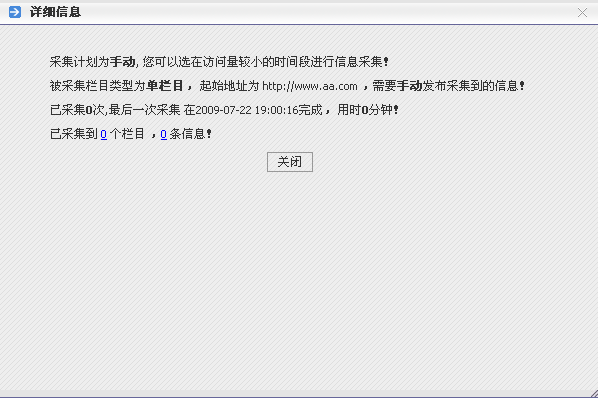 详细信息
采集计划为手动, 您可以选在访问量较小的时间段进行信息采集！
被采集栏目类型为单栏目， 起始地址为 http://www.aa.com ，需要手动发布采集到的信息！
已采集0次,最后一次采集 在2009-07-22 19:00:16完成， 用时0分钟！
已采集到 0 个栏目 ，0 条信息！
关闭